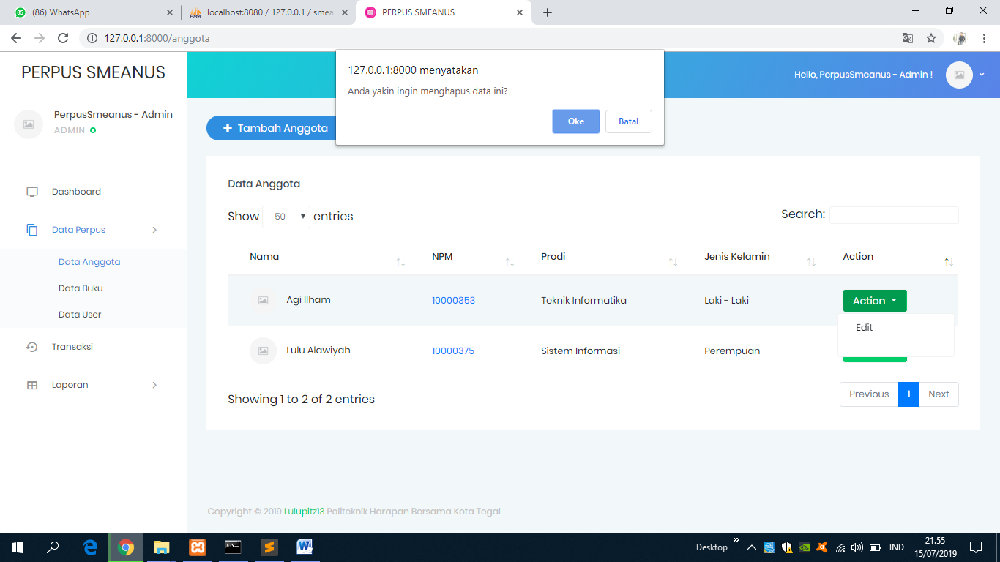 85
(86) WhatsApp
PMA
localhost:8080 / 127.0.0.1 / smea
PERPUS SMEANUS
127.0.0.1:8000/anggota
127.0.0.1:8000 menyatakan
Anda yakin ingin menghapus data ini?
Oke
Batal
PERPUS SMEANUS
Hello, PerpusSmeanus - Admin !
PerpusSmeanus - Admin
ADMIN
Tambah Anggota
Dashboard
Data Perpus
Data Anggota
Data Buku
Data User
Transaksi
Laporan
Data Anggota
Show 50 entries
Search:
Nama NPM Prodi Jenis Kelamin Action
Agi Ilham 10000353 Teknik Informatika Laki - Laki Action
Edit
Lulu Alawiyah 10000375 Sistem Informasi Perempuan
Showing 1 to 2 of 2 entries
Previous 1 Next
Copyright © 2019 Lulupitz13 Politeknik Harapan Bersama Kota Tegal
Desktop
IND
21.55
15/07/2019